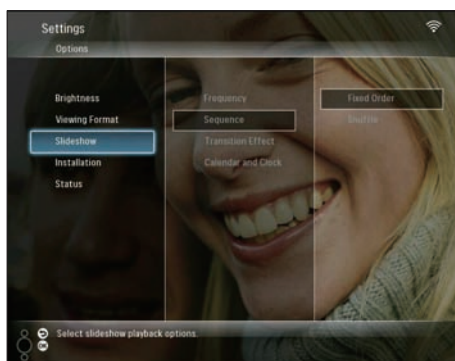 Settings
Options
Brightness
Viewing Format
Slideshow
Installation
Status
Frequency
Sequence
Transition Effect
Calendar and Clock
Fixed Order
Shuffle
Select slideshow playback options.
OK